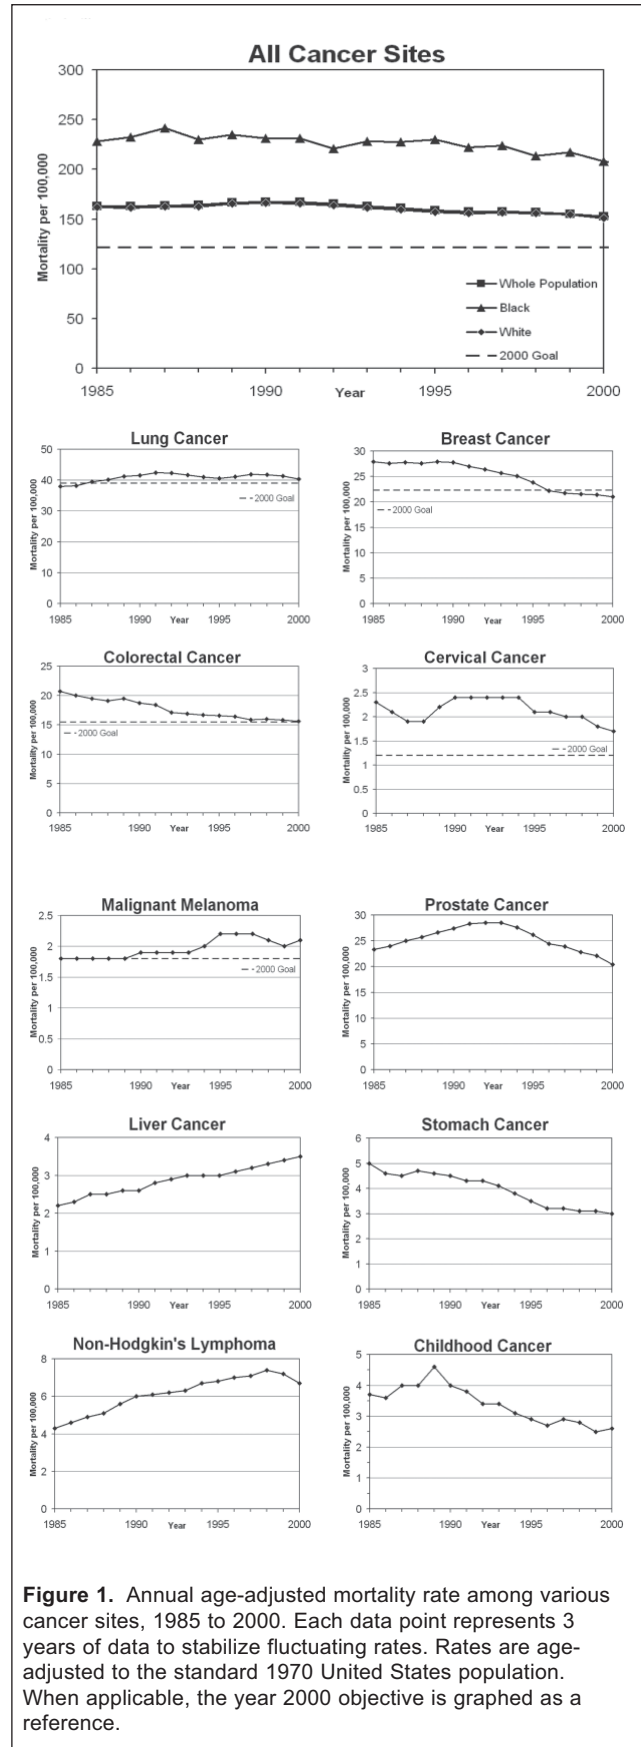 All Cancer Sites
Mortality per 100,000
300
250
200
150
100
50
0
Whole Population
Black
White
2000 Goal
1985
1990
Year
1995
2000
Lung Cancer
Mortality per 100,000
50
40
30
20
10
0
2000 Goal
1985
1990
Year
1995
2000
Breast Cancer
Mortality per 100,000
30
25
20
15
10
5
0
2000 Goal
1985
1990
Year
1995
2000
Colorectal Cancer
Mortality per 100,000
25
20
15
10
5
0
2000 Goal
1985
1990
Year
1995
2000
Cervical Cancer
Mortality per 100,000
3
2.5
2
1.5
1
0.5
0
2000 Goal
1985
1990
Year
1995
2000
Malignant Melanoma
Mortality per 100,000
2.5
2
1.5
1
0.5
0
2000 Goal
1985
1990
Year
1995
2000
Prostate Cancer
Mortality per 100,000
30
25
20
15
10
5
0
1985
1990
Year
1995
2000
Liver Cancer
Mortality per 100,000
4
3
2
1
0
1985
1990
Year
1995
2000
Stomach Cancer
Mortality per 100,000
6
5
4
3
2
1
0
1985
1990
Year
1995
2000
Non-Hodgkin's Lymphoma
Mortality per 100,000
8
6
4
2
0
1985
1990
Year
1995
2000
Childhood Cancer
Mortality per 100,000
5
4
3
2
1
0
1985
1990
Year
1995
2000
Figure 1. Annual age-adjusted mortality rate among various
cancer sites, 1985 to 2000. Each data point represents 3
years of data to stabilize fluctuating rates. Rates are age-
adjusted to the standard 1970 United States population.
When applicable, the year 2000 objective is graphed as a
reference.